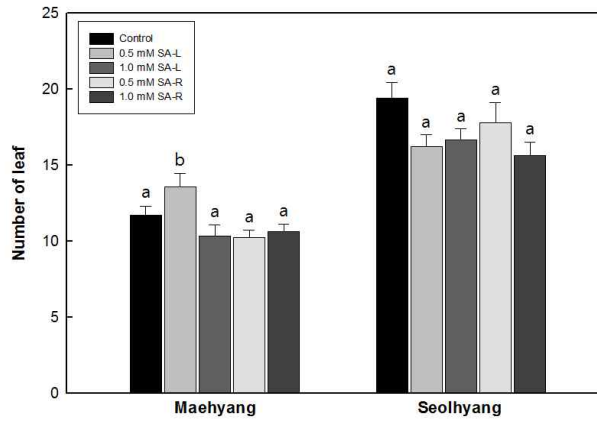 25
20
15
10
5
0
Number of leaf
Control
0.5 mM SA-L
1.0 mM SA-L
0.5 mM SA-R
1.0 mM SA-R
a b a a a
a a a a a
Maehyang Seolhyang